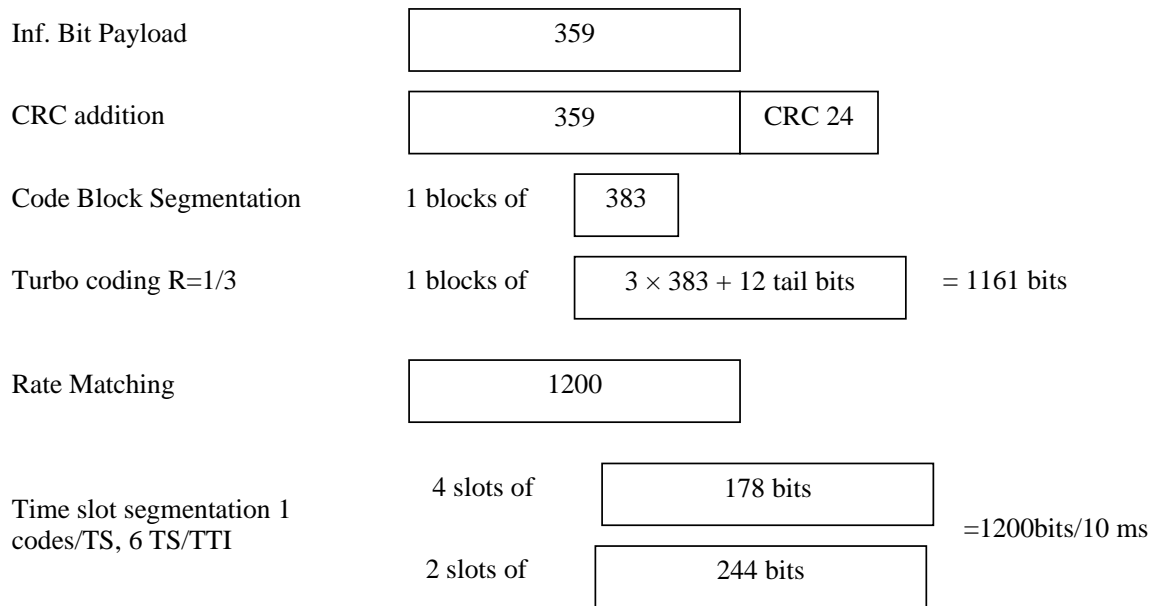 Inf. Bit Payload 359
CRC addition 359 CRC 24
Code Block Segmentation 1 blocks of 383
Turbo coding R=1/3 1 blocks of 3 × 383 + 12 tail bits = 1161 bits
Rate Matching 1200
4 slots of 178 bits
Time slot segmentation 1
codes/TS, 6 TS/TTI
=1200bits/10 ms
2 slots of 244 bits